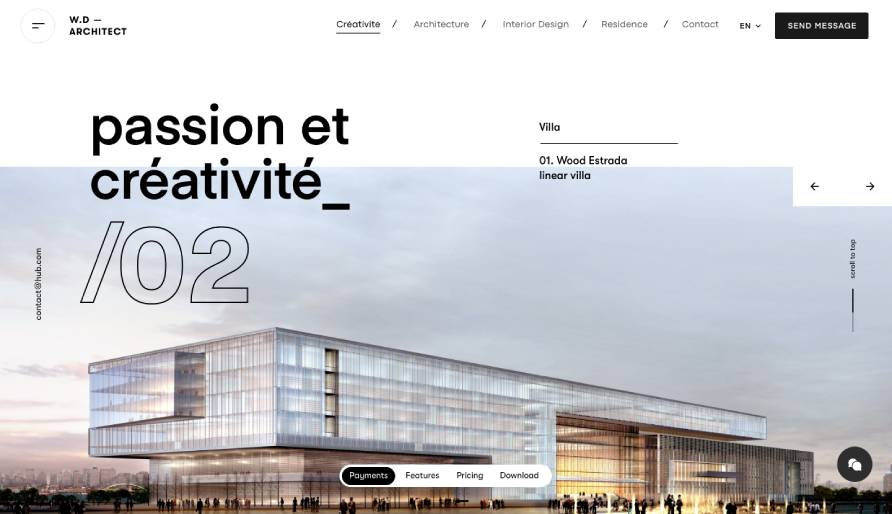 W.D —
ARCHITECT
Créativite / Architecture / Interior Design / Residence / Contact
EN
SEND MESSAGE
passion et
créativité_
/02
Villa
01. Wood Estrada
linear villa
contact@hub.com
scroll to top
Payments Features Pricing Download